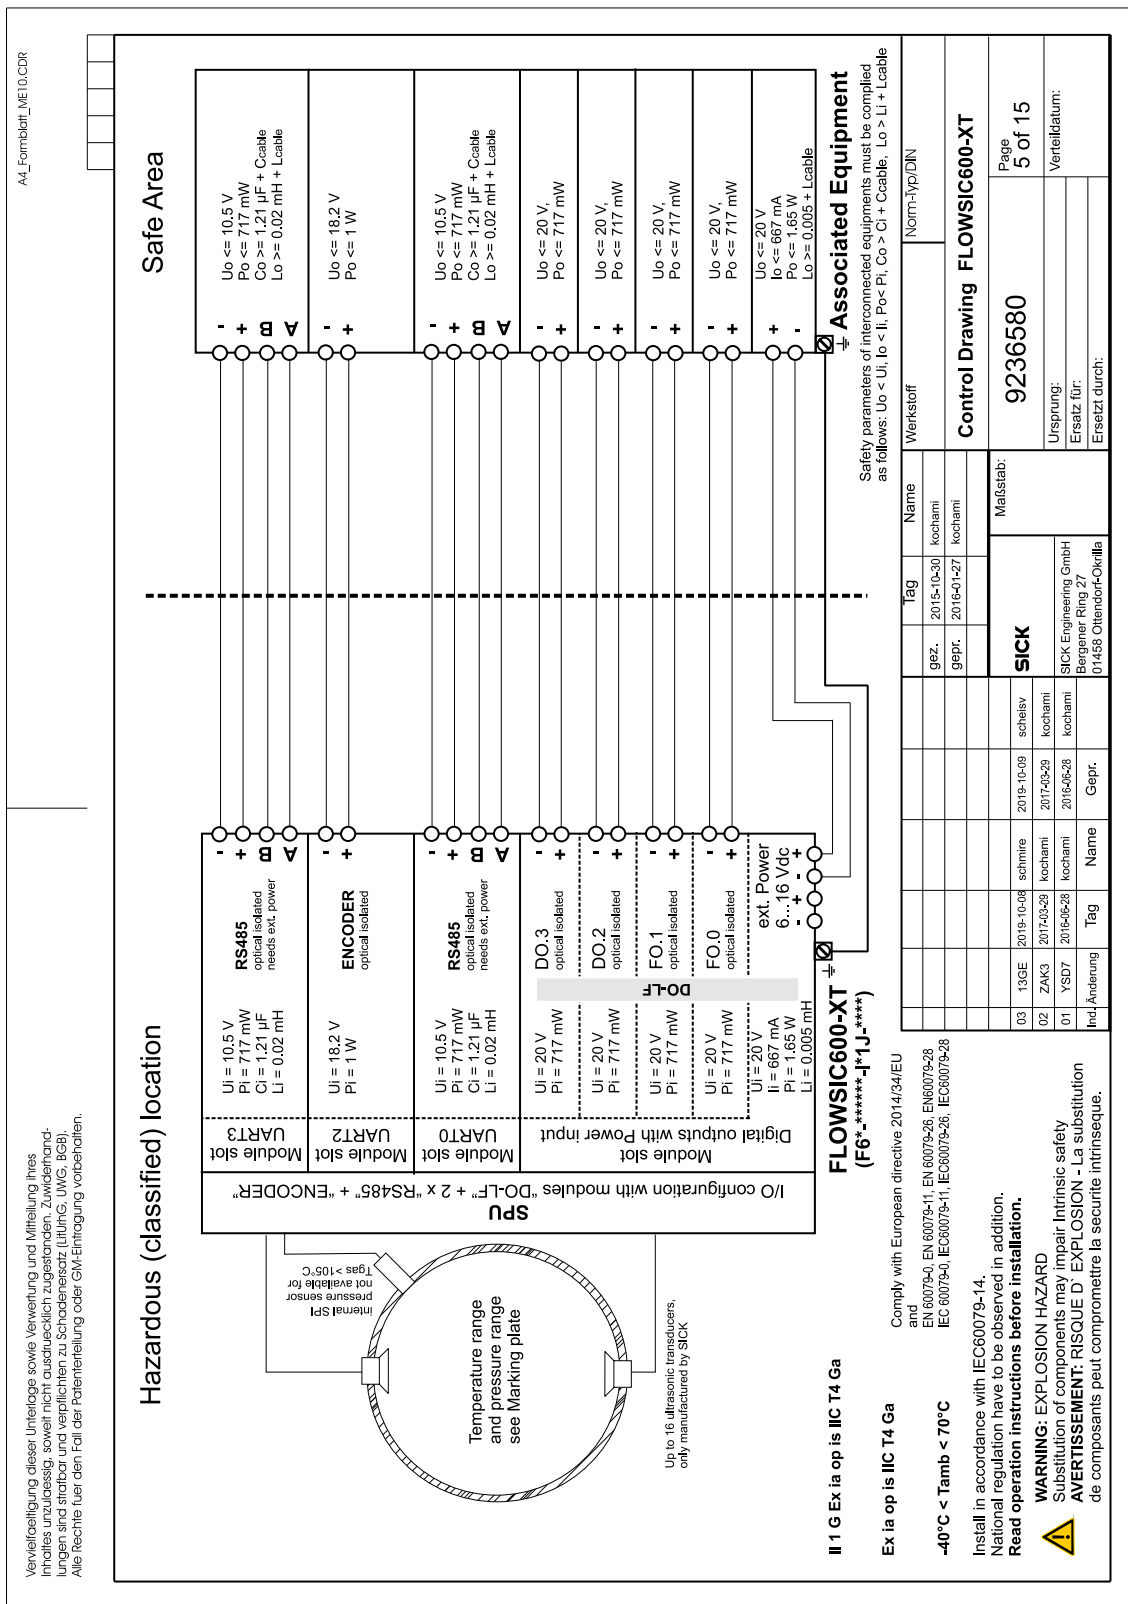 A4_Formblatt_ME10.CDR
Vervielfaeltigung dieser Unterlage sowie Verwertung und Mitteilung ihres
Inhaltes unzulaessig, soweit nicht ausdruecklich zugestanden. Zuwiderhand-
lungen sind strafbar und verpflichten zu Schadenersatz (LitUrhG, UWG, BGB).
Alle Rechte fuer den Fall der Patenterteilung oder GM-Eintragung vorbehalten.
Hazardous (classified) location
Safe Area
Temperature range
and pressure range
see Marking plate
internal SPI
pressure sensor
not available for
Tgas >105°C
Up to 16 ultrasonic transducers,
only manufactured by SICK
SPU
I/O configuration with modules "DO-LF" + 2 x "RS485" + "ENCODER"
Module slot
UART3
Ui = 10.5 V
Pi = 717 mW
Ci = 1.21 µF
Li = 0.02 mH
RS485
optical isolated
needs ext. power
-
+
B
A
-
+
B
A
Uo <= 10.5 V
Po <= 717 mW
Co >= 1.21 µF + Ccable
Lo >= 0.02 mH + Lcable
Module slot
UART2
Ui = 18.2 V
Pi = 1 W
ENCODER
optical isolated
-
+
-
+
Uo <= 18.2 V
Po <= 1 W
Module slot
UART0
Ui = 10.5 V
Pi = 717 mW
Ci = 1.21 µF
Li = 0.02 mH
RS485
optical isolated
needs ext. power
-
+
B
A
-
+
B
A
Uo <= 10.5 V
Po <= 717 mW
Co >= 1.21 µF + Ccable
Lo >= 0.02 mH + Lcable
Module slot
Digital outputs with Power input
DO-LF
Ui = 20 V
Pi = 717 mW
DO.3
optical isolated
-
+
-
+
Uo <= 20 V,
Po <= 717 mW
Ui = 20 V
Pi = 717 mW
DO.2
optical isolated
-
+
-
+
Uo <= 20 V,
Po <= 717 mW
Ui = 20 V
Pi = 717 mW
FO.1
optical isolated
-
+
-
+
Uo <= 20 V,
Po <= 717 mW
Ui = 20 V
Pi = 717 mW
FO.0
optical isolated
-
+
-
+
Uo <= 20 V,
Po <= 717 mW
Ui = 20 V
Ii = 667 mA
Pi = 1.65 W
Li = 0.005 mH
ext. Power
6...16 Vdc
- + - +
+
-
Uo <= 20 V
Io <= 667 mA
Po <= 1.65 W
Lo >= 0.005 + Lcable
FLOWSIC600-XT
(F6*-******-I*1J-****)
Associated Equipment
Safety parameters of interconnected equipments must be complied
as follows: Uo < Ui, Io < Ii, Po< Pi, Co > Ci + Ccable, Lo > Li + Lcable
II 1 G Ex ia op is IIC T4 Ga
Ex ia op is IIC T4 Ga
-40°C < Tamb < 70°C
Comply with European directive 2014/34/EU
and
EN 60079-0, EN 60079-11, EN 60079-26, EN60079-28
IEC 60079-0, IEC60079-11, IEC60079-26, IEC60079-28
Install in accordance with IEC60079-14.
National regulation have to be observed in addition.
Read operation instructions before installation.
WARNING: EXPLOSION HAZARD
Substitution of components may impair Intrinsic safety
AVERTISSEMENT: RISQUE D` EXPLOSION - La substitution
de composants peut compromettre la securite intrinseque.
03 13GE 2019-10-08 schmire 2019-10-09 scheisv
02 ZAK3 2017-03-29 kochami 2017-03-29 kochami
01 YSD7 2016-06-28 kochami 2016-06-28 kochami
Ind. Änderung Tag Name Gepr.
Tag Name
gez. 2015-10-30 kochami
gepr. 2016-01-27 kochami
SICK
SICK Engineering GmbH
Bergener Ring 27
01458 Ottendorf-Okrilla
Maßstab:
Werkstoff
Norm-Typ/DIN
Control Drawing FLOWSIC600-XT
9236580
Page
5 of 15
Ursprung:
Ersatz für:
Ersetzt durch:
Verteildatum: